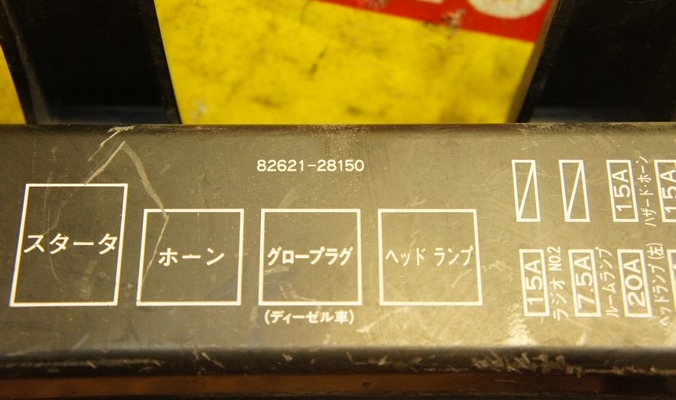 82621-28150
スタータ
ホーン
グロープラグ
(ディーゼル車)
ヘッド ランプ
15A
ハザード・ホーン
15A
15A
ラジオ NO.2
7.5A
ルームランプ
20A
ヘッドランプ(左)